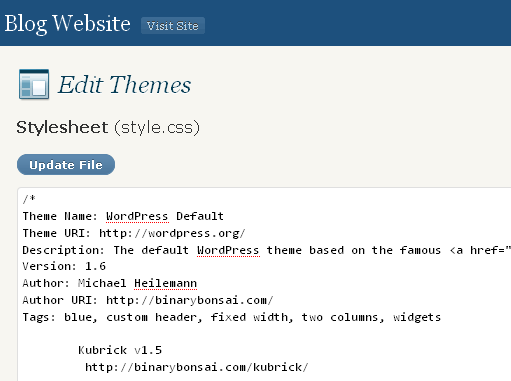 Blog Website Visit Site
Edit Themes
Stylesheet (style.css)
Update File
/*
Theme Name: WordPress Default
Theme URI: http://wordpress.org/
Description: The default WordPress theme based on the famous <a href="
Version: 1.6
Author: Michael Heilemann
Author URI: http://binarybonsai.com/
Tags: blue, custom header, fixed width, two columns, widgets
Kubrick v1.5
http://binarybonsai.com/kubrick/